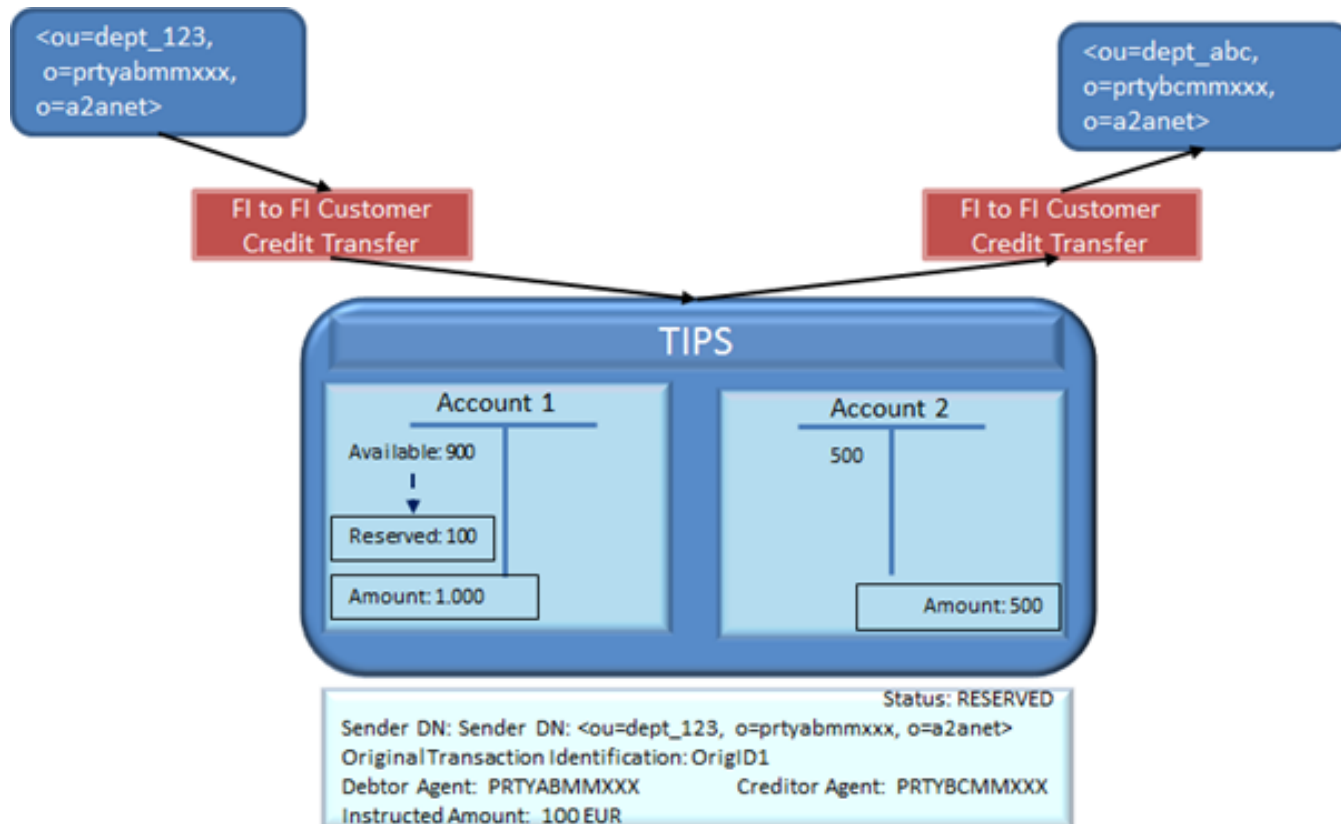 <ou=dept_123,
o=prtyabmmxxx,
o=a2anet>
<ou=dept_abc,
o=prtybcmmxxx,
o=a2anet>
FI to FI Customer
Credit Transfer
FI to FI Customer
Credit Transfer
TIPS
Account 1
Available: 900
Reserved: 100
Amount: 1.000
Account 2
500
Amount: 500
Status: RESERVED
Sender DN: Sender DN: <ou=dept_123, o=prtyabmmxxx, o=a2anet>
Original Transaction Identification: OrigID1
Debtor Agent: PRTYABMMXXX Creditor Agent: PRTYBCMMXXX
Instructed Amount: 100 EUR